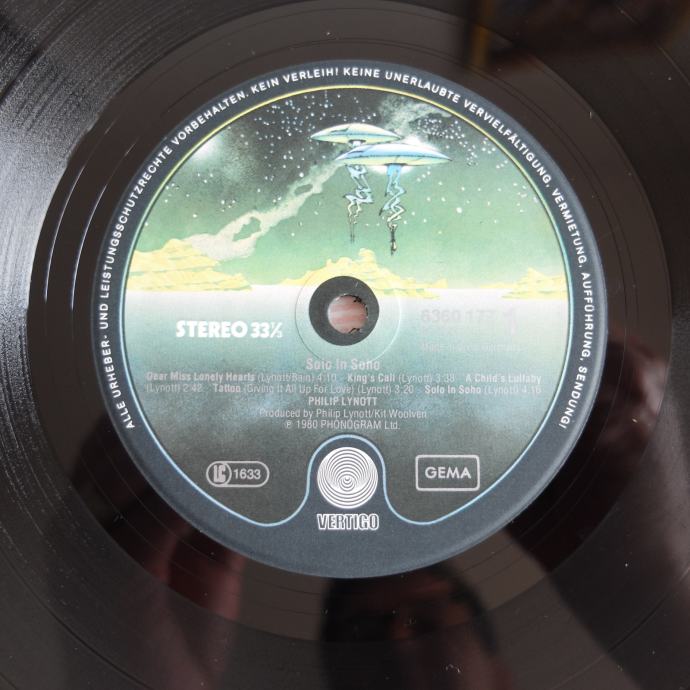 ALLE URHEBER- UND LEISTUNGSSCHUTZRECHTE VORBEHALTEN. KEIN VERLEIH! KEINE UNERLAUBTE VERVIELFÄLTIGUNG, VERMIETUNG, AUFFÜHRUNG, SENDUNG!
STEREO 33⅓
6360 177
Solo In Soho
Dear Miss Lonely Hearts (Lynott/Bain) 4:10 - King's Call (Lynott) 3:38 - A Child's Lullaby
(Lynott) 2:42 - Tattoo (Giving It All Up For Love) (Lynott) 3:20 - Solo In Soho (Lynott) 4:16
PHILIP LYNOTT
Produced by Philip Lynott/Kit Woolven
℗ 1980 PHONOGRAM Ltd.
LC 1633
GEMA
VERTIGO